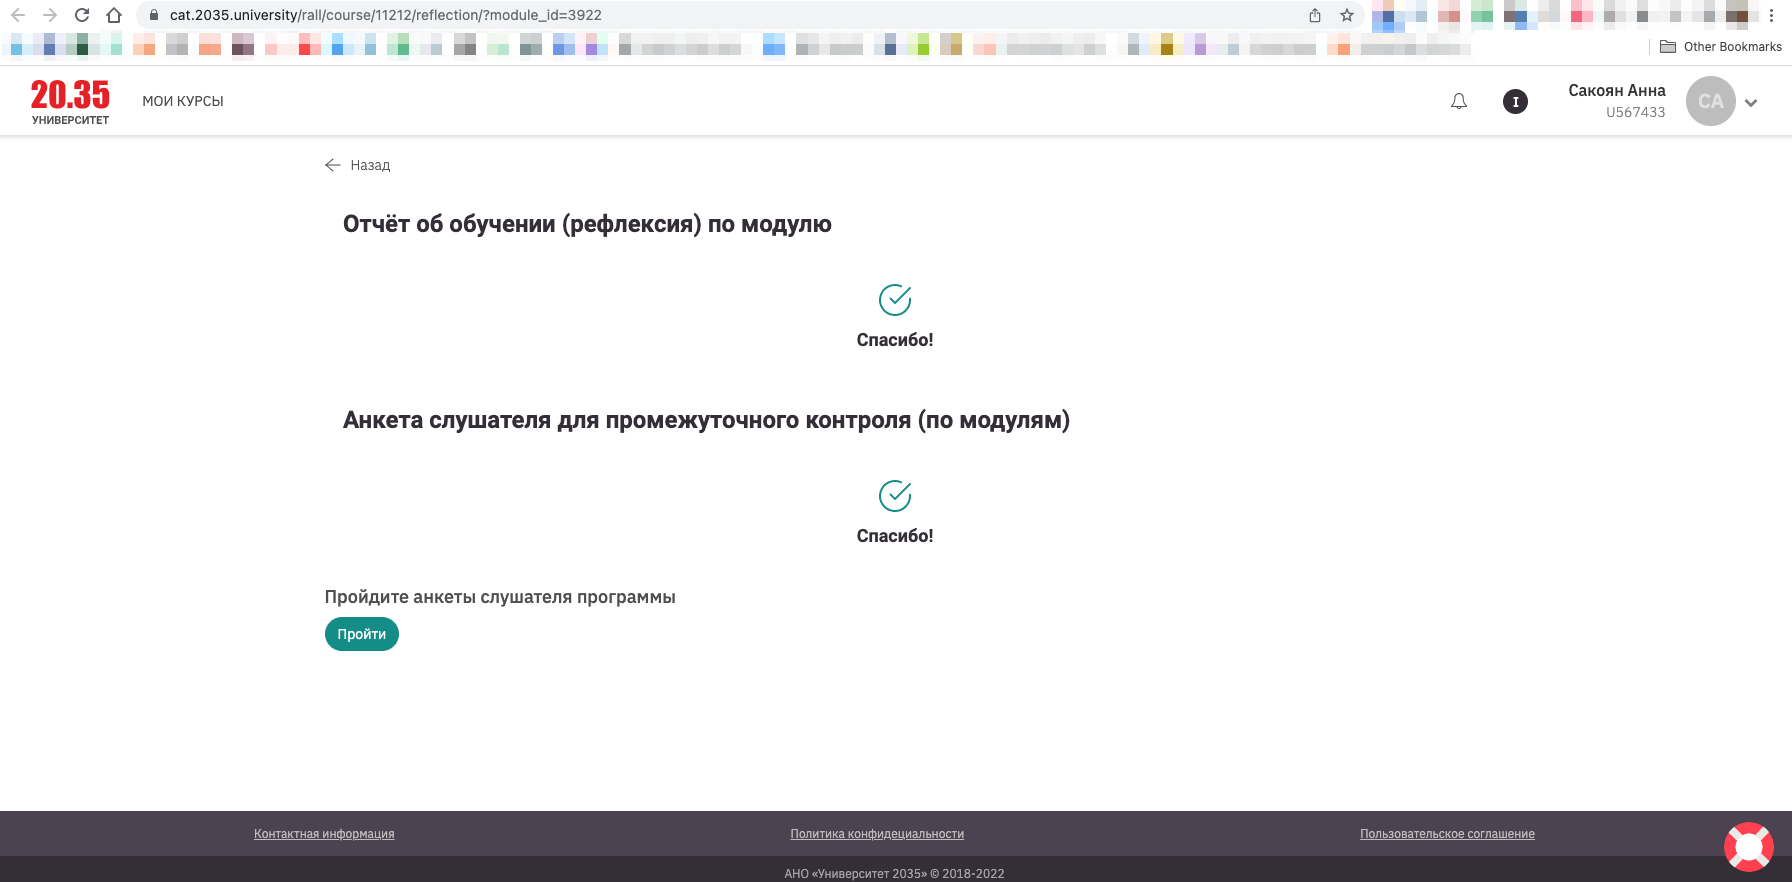 cat.2035.university/rall/course/11212/reflection/?module_id=3922
Other Bookmarks
20.35
УНИВЕРСИТЕТ
МОИ КУРСЫ
I
Сакоян Анна
U567433
СА
Назад
Отчёт об обучении (рефлексия) по модулю
Спасибо!
Анкета слушателя для промежуточного контроля (по модулям)
Спасибо!
Пройдите анкеты слушателя программы
Пройти
Контактная информация
Политика конфидециальности
Пользовательское соглашение
АНО «Университет 2035» © 2018-2022